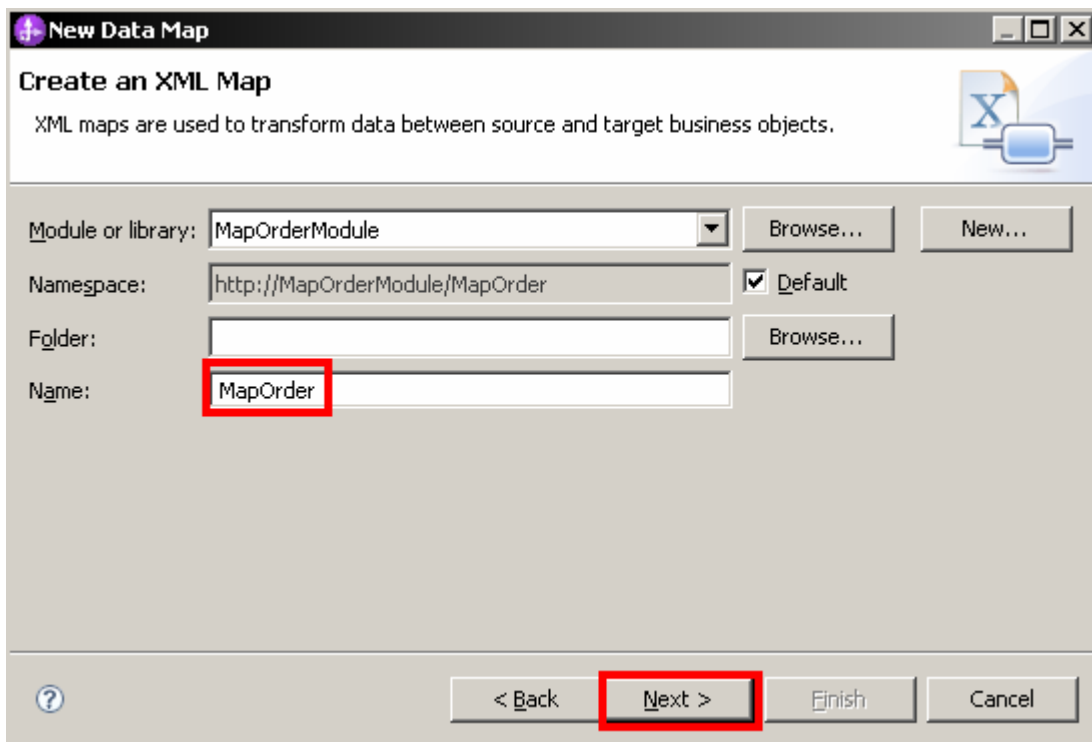 New Data Map
Create an XML Map
XML maps are used to transform data between source and target business objects.
Module or library: MapOrderModule Browse... New...
Namespace: http://MapOrderModule/MapOrder Default
Folder: Browse...
Name: MapOrder
? < Back Next > Finish Cancel